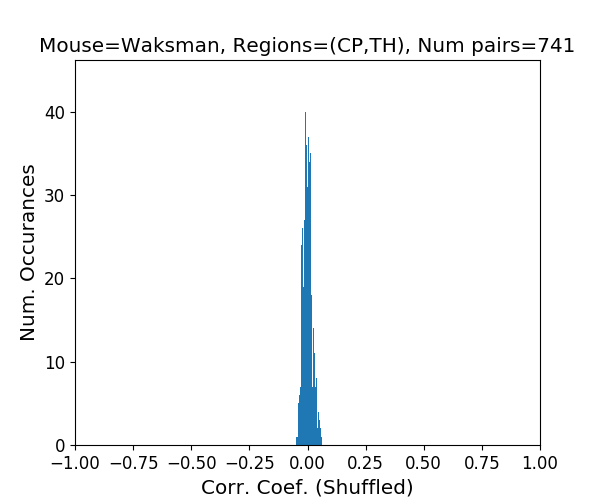 Mouse=Waksman, Regions=(CP,TH), Num pairs=741
40
30
20
10
0
Num. Occurances
−1.00 −0.75 −0.50 −0.25 0.00 0.25 0.50 0.75 1.00
Corr. Coef. (Shuffled)